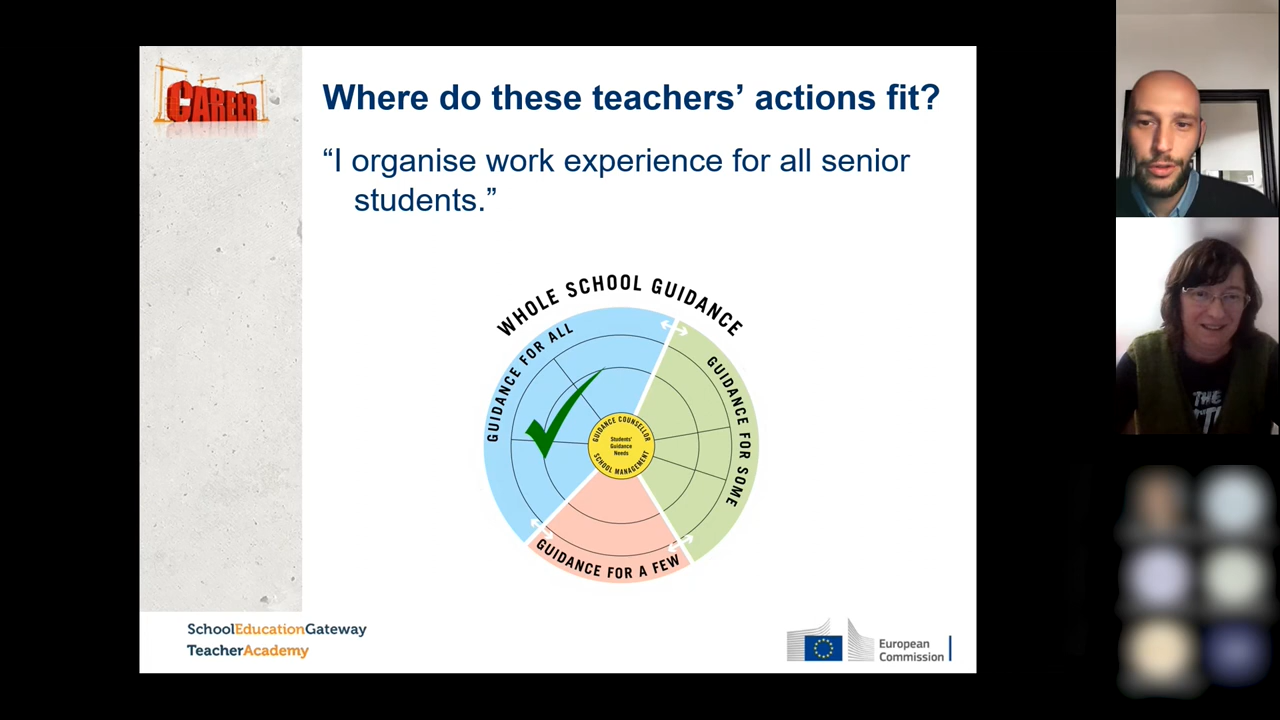 CAREER
Where do these teachers’ actions fit?
“I organise work experience for all senior
students.”
WHOLE SCHOOL GUIDANCE
GUIDANCE FOR ALL
GUIDANCE FOR SOME
GUIDANCE COUNSELLOR
Students'
Guidance
Needs
SCHOOL MANAGEMENT
GUIDANCE FOR A FEW
THE
SchoolEducationGateway
TeacherAcademy
European
Commission